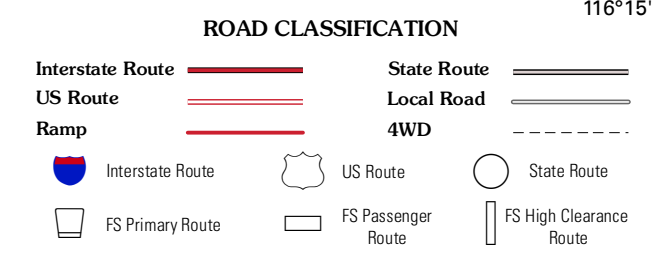 116°15'
ROAD CLASSIFICATION
Interstate Route
State Route
US Route
Local Road
Ramp
4WD
Interstate Route
US Route
State Route
FS Primary Route
FS Passenger
Route
FS High Clearance
Route